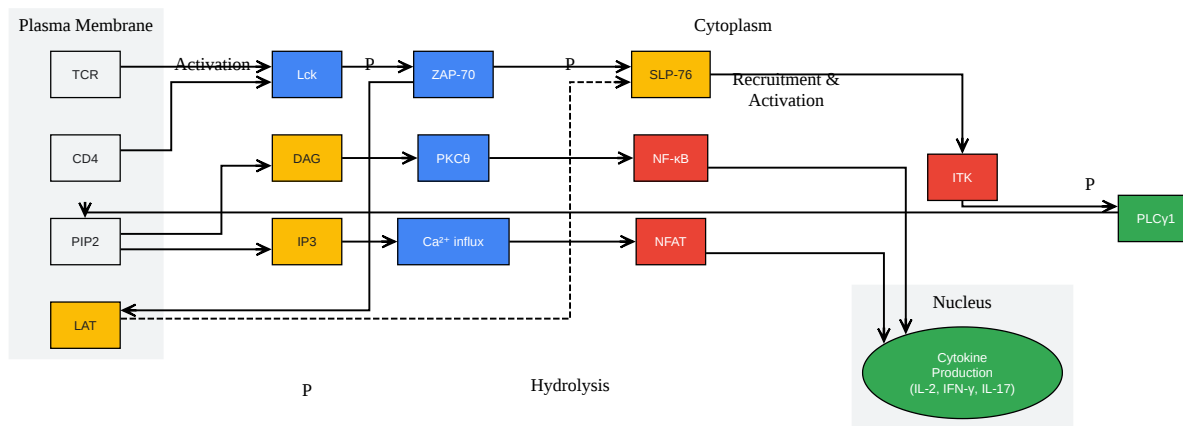 Plasma Membrane
Cytoplasm
TCR
Activation
Lck
P
ZAP-70
P
SLP-76
Recruitment &
Activation
CD4
DAG
PKCθ
NF-κB
ITK
P
PIP2
IP3
Ca²⁺ influx
NFAT
PLCγ1
LAT
Nucleus
Cytokine
Production
(IL-2, IFN-γ, IL-17)
P
Hydrolysis